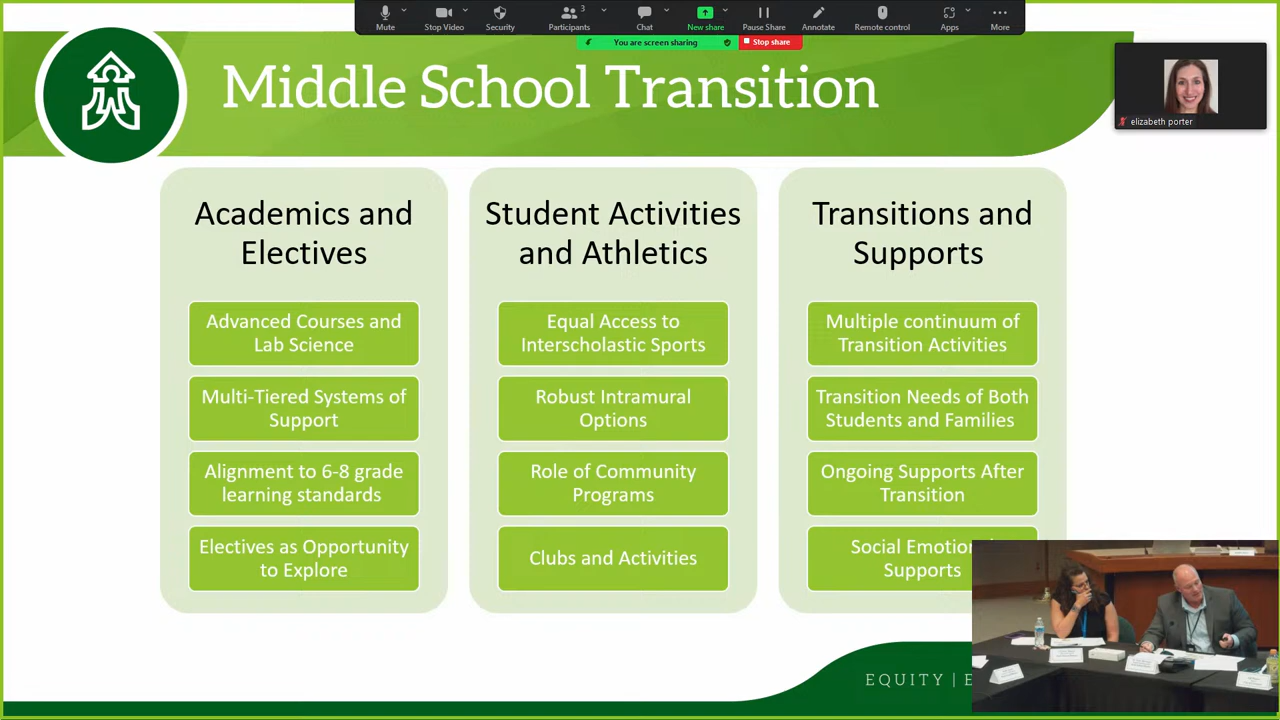 Mute
Stop Video
Security
Participants
3
Chat
New share
Pause Share
Annotate
Remote control
Apps
More
You are screen sharing
Stop share
Middle School Transition
elizabeth porter
Academics and
Electives
Advanced Courses and
Lab Science
Multi-Tiered Systems of
Support
Alignment to 6-8 grade
learning standards
Electives as Opportunity
to Explore
Student Activities
and Athletics
Equal Access to
Interscholastic Sports
Robust Intramural
Options
Role of Community
Programs
Clubs and Activities
Transitions and
Supports
Multiple continuum of
Transition Activities
Transition Needs of Both
Students and Families
Ongoing Supports After
Transition
Social
Supports
EQUITY | E